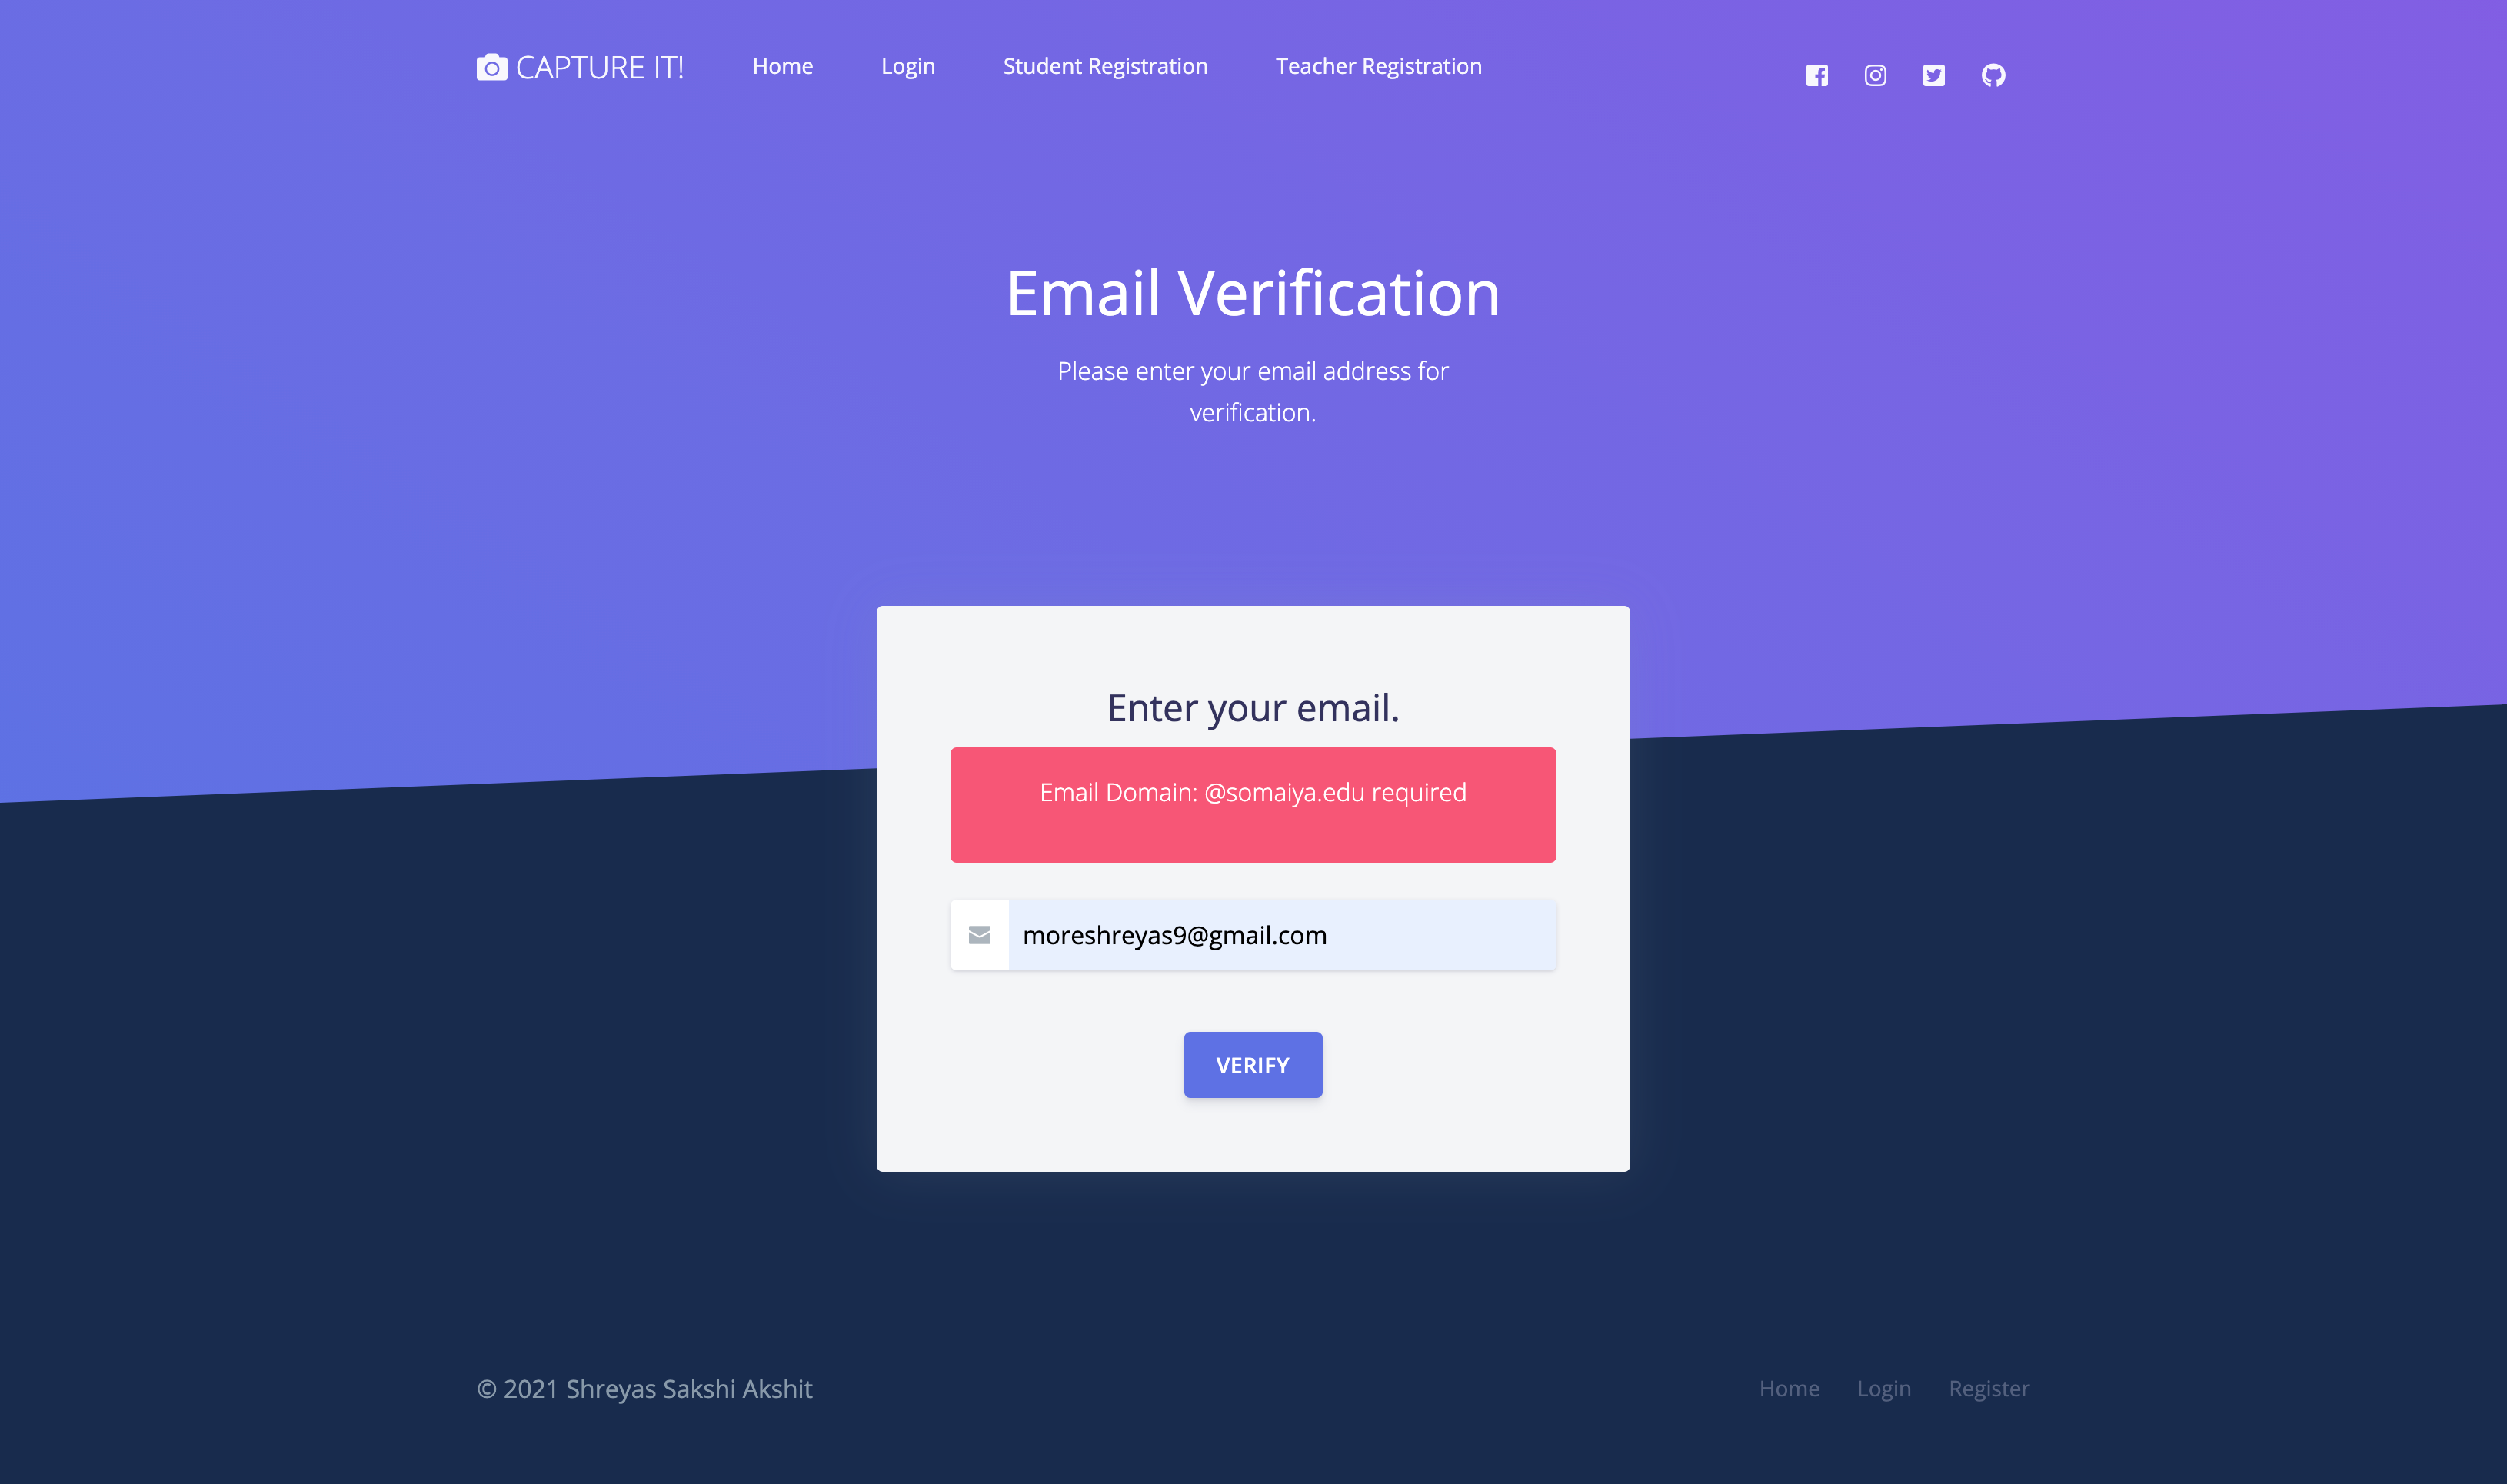 CAPTURE IT!
Home
Login
Student Registration
Teacher Registration
Email Verification
Please enter your email address for
verification.
Enter your email.
Email Domain: @somaiya.edu required
moreshreyas9@gmail.com
VERIFY
© 2021 Shreyas Sakshi Akshit
Home
Login
Register